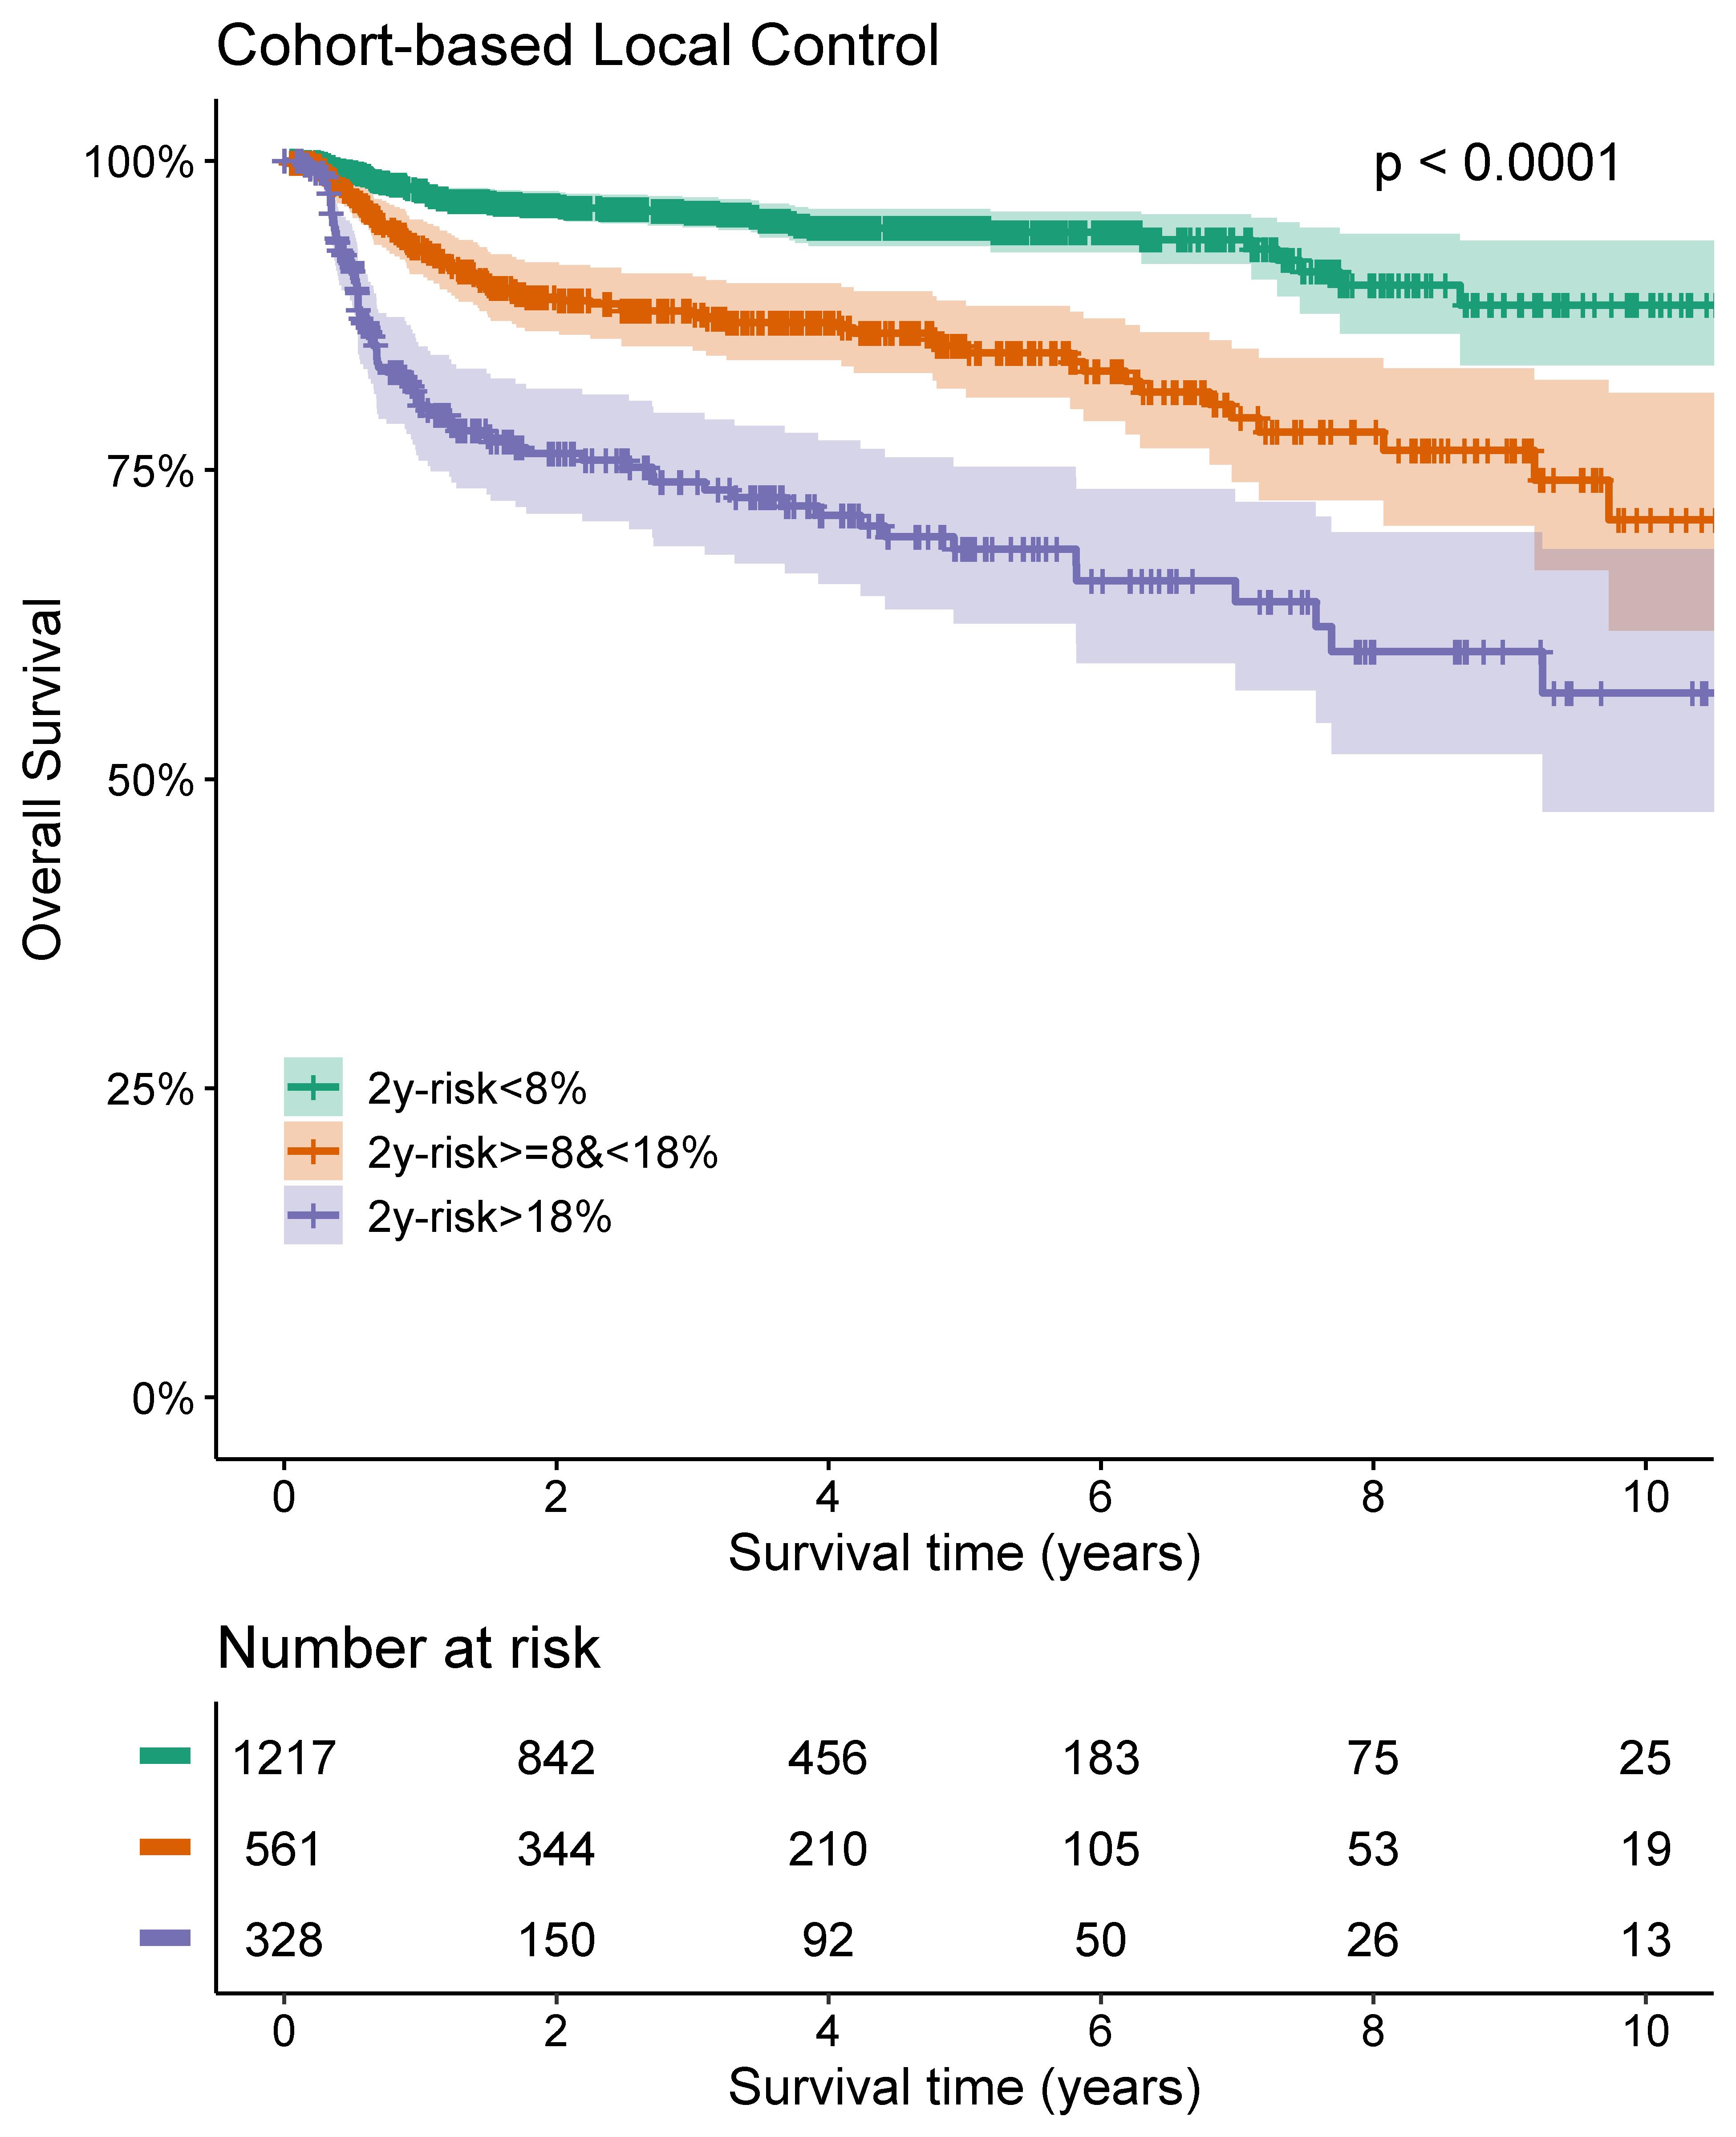 Cohort-based Local Control
p < 0.0001
Overall Survival
100%
75%
50%
25%
0%
2y-risk<8%
2y-risk>=8&<18%
2y-risk>18%
0 2 4 6 8 10
Survival time (years)
Number at risk
1217 842 456 183 75 25
561 344 210 105 53 19
328 150 92 50 26 13
0 2 4 6 8 10
Survival time (years)